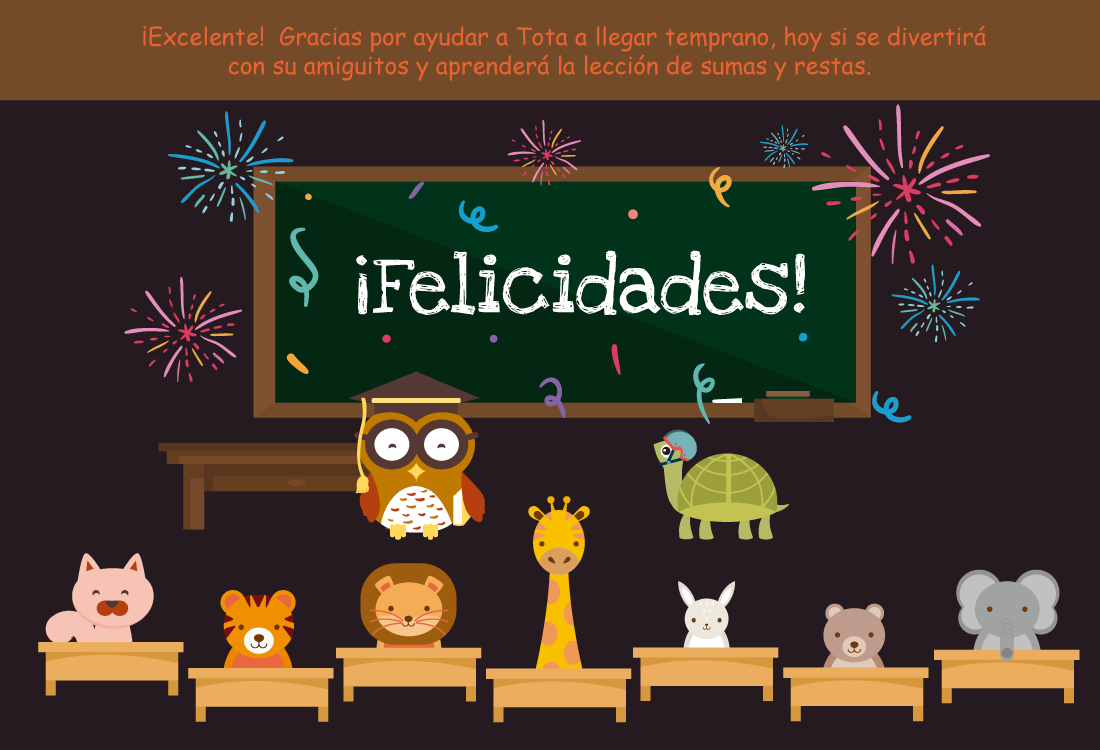 ¡Excelente! Gracias por ayudar a Tota a llegar temprano, hoy si se divertirá
con su amiguitos y aprenderá la lección de sumas y restas.
¡Felicidades!